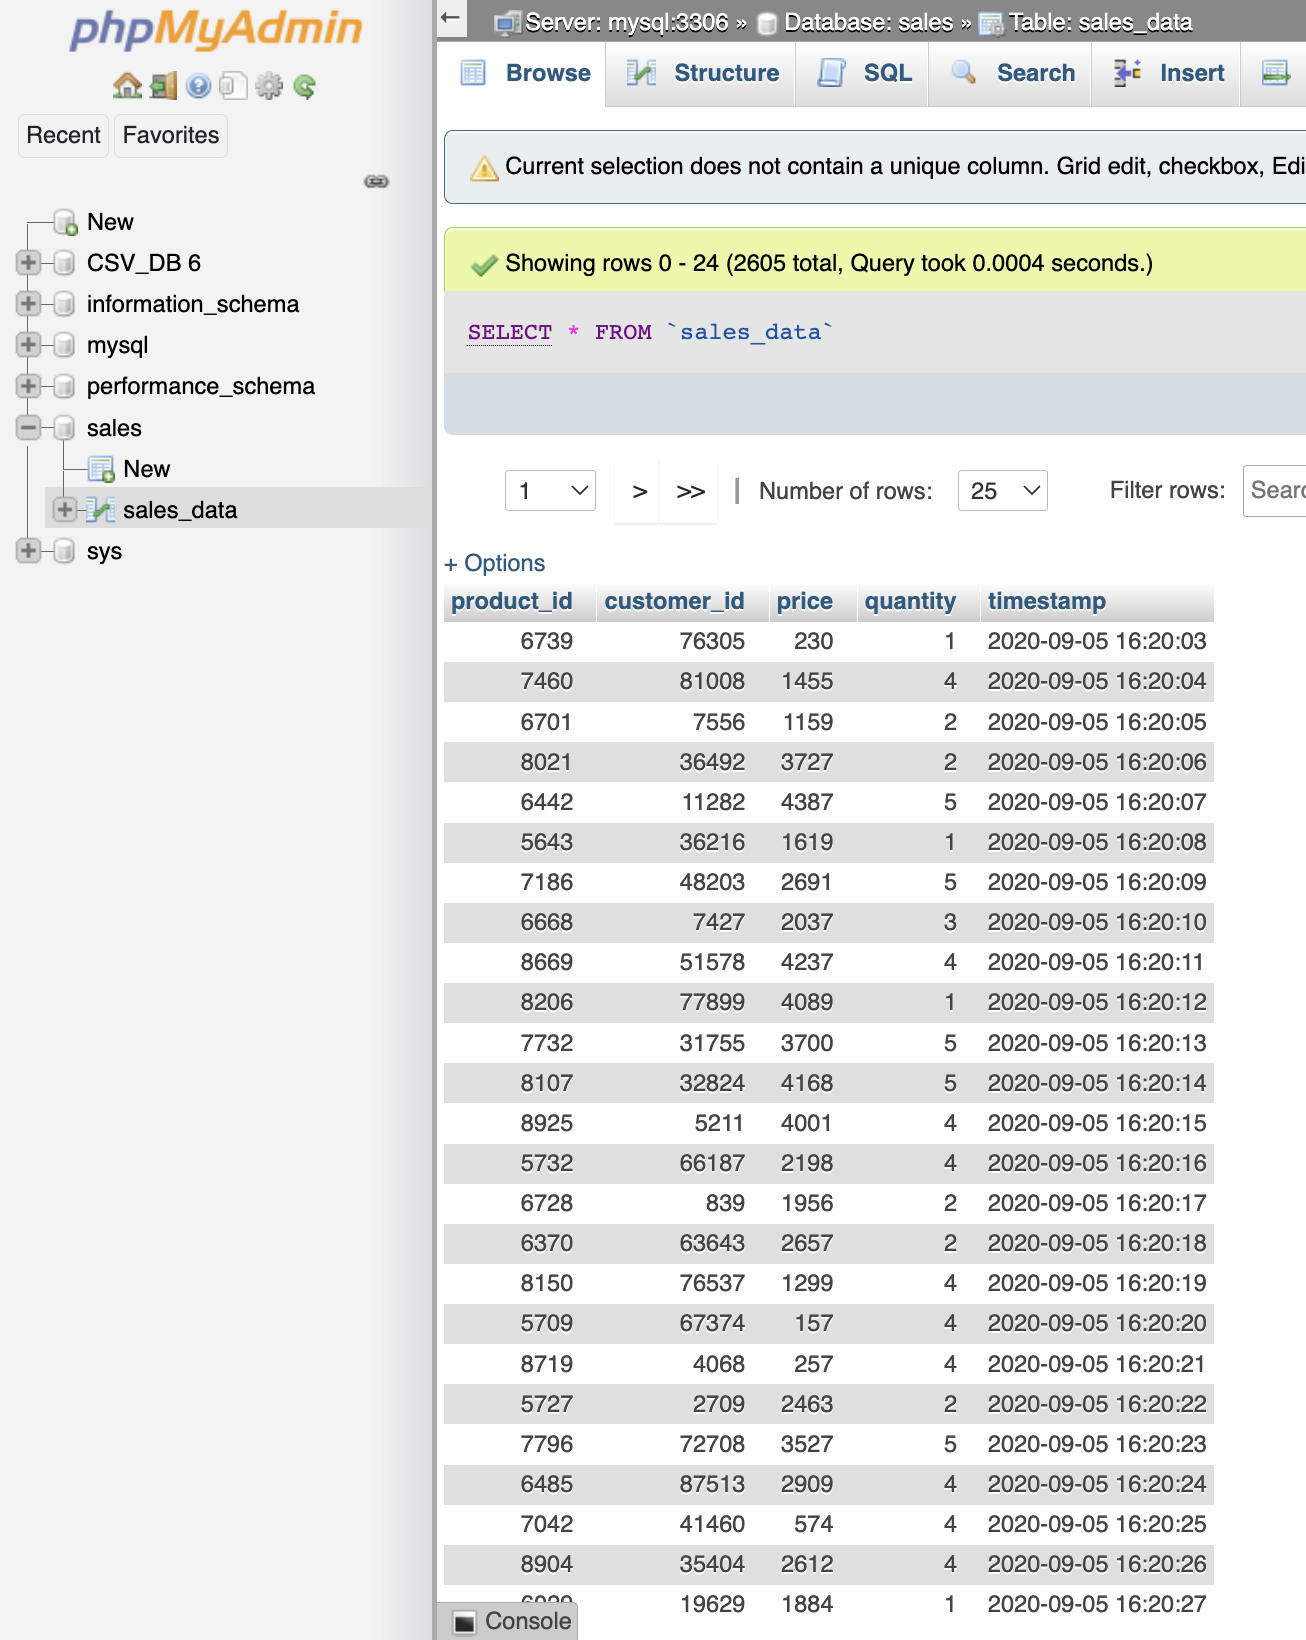 phpMyAdmin
Recent Favorites
New
CSV_DB 6
information_schema
mysql
performance_schema
sales
New
sales_data
sys
Server: mysql:3306 » Database: sales » Table: sales_data
Browse Structure SQL Search Insert
Current selection does not contain a unique column. Grid edit, checkbox, Edi
Showing rows 0 - 24 (2605 total, Query took 0.0004 seconds.)
SELECT * FROM `sales_data`
1 > >> | Number of rows: 25 Filter rows: Searc
+ Options
product_id customer_id price quantity timestamp
6739 76305 230 1 2020-09-05 16:20:03
7460 81008 1455 4 2020-09-05 16:20:04
6701 7556 1159 2 2020-09-05 16:20:05
8021 36492 3727 2 2020-09-05 16:20:06
6442 11282 4387 5 2020-09-05 16:20:07
5643 36216 1619 1 2020-09-05 16:20:08
7186 48203 2691 5 2020-09-05 16:20:09
6668 7427 2037 3 2020-09-05 16:20:10
8669 51578 4237 4 2020-09-05 16:20:11
8206 77899 4089 1 2020-09-05 16:20:12
7732 31755 3700 5 2020-09-05 16:20:13
8107 32824 4168 5 2020-09-05 16:20:14
8925 5211 4001 4 2020-09-05 16:20:15
5732 66187 2198 4 2020-09-05 16:20:16
6728 839 1956 2 2020-09-05 16:20:17
6370 63643 2657 2 2020-09-05 16:20:18
8150 76537 1299 4 2020-09-05 16:20:19
5709 67374 157 4 2020-09-05 16:20:20
8719 4068 257 4 2020-09-05 16:20:21
5727 2709 2463 2 2020-09-05 16:20:22
7796 72708 3527 5 2020-09-05 16:20:23
6485 87513 2909 4 2020-09-05 16:20:24
7042 41460 574 4 2020-09-05 16:20:25
8904 35404 2612 4 2020-09-05 16:20:26
19629 1884 1 2020-09-05 16:20:27
Console